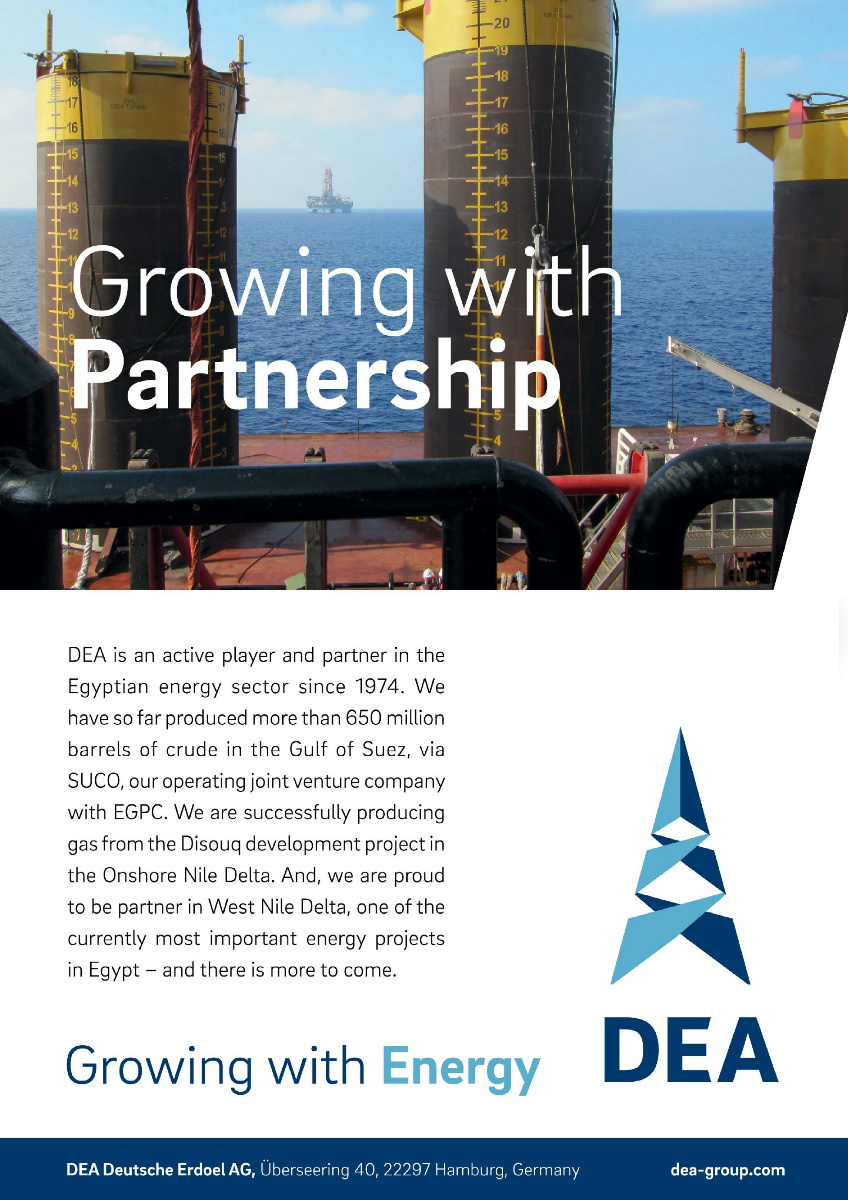 Growing with
Partnership
DEA is an active player and partner in the
Egyptian energy sector since 1974. We
have so far produced more than 650 million
barrels of crude in the Gulf of Suez, via
SUCO, our operating joint venture company
with EGPC. We are successfully producing
gas from the Disouq development project in
the Onshore Nile Delta. And, we are proud
to be partner in West Nile Delta, one of the
currently most important energy projects
in Egypt – and there is more to come.
Growing with Energy
DEA
DEA Deutsche Erdoel AG, Überseering 40, 22297 Hamburg, Germany
dea-group.com